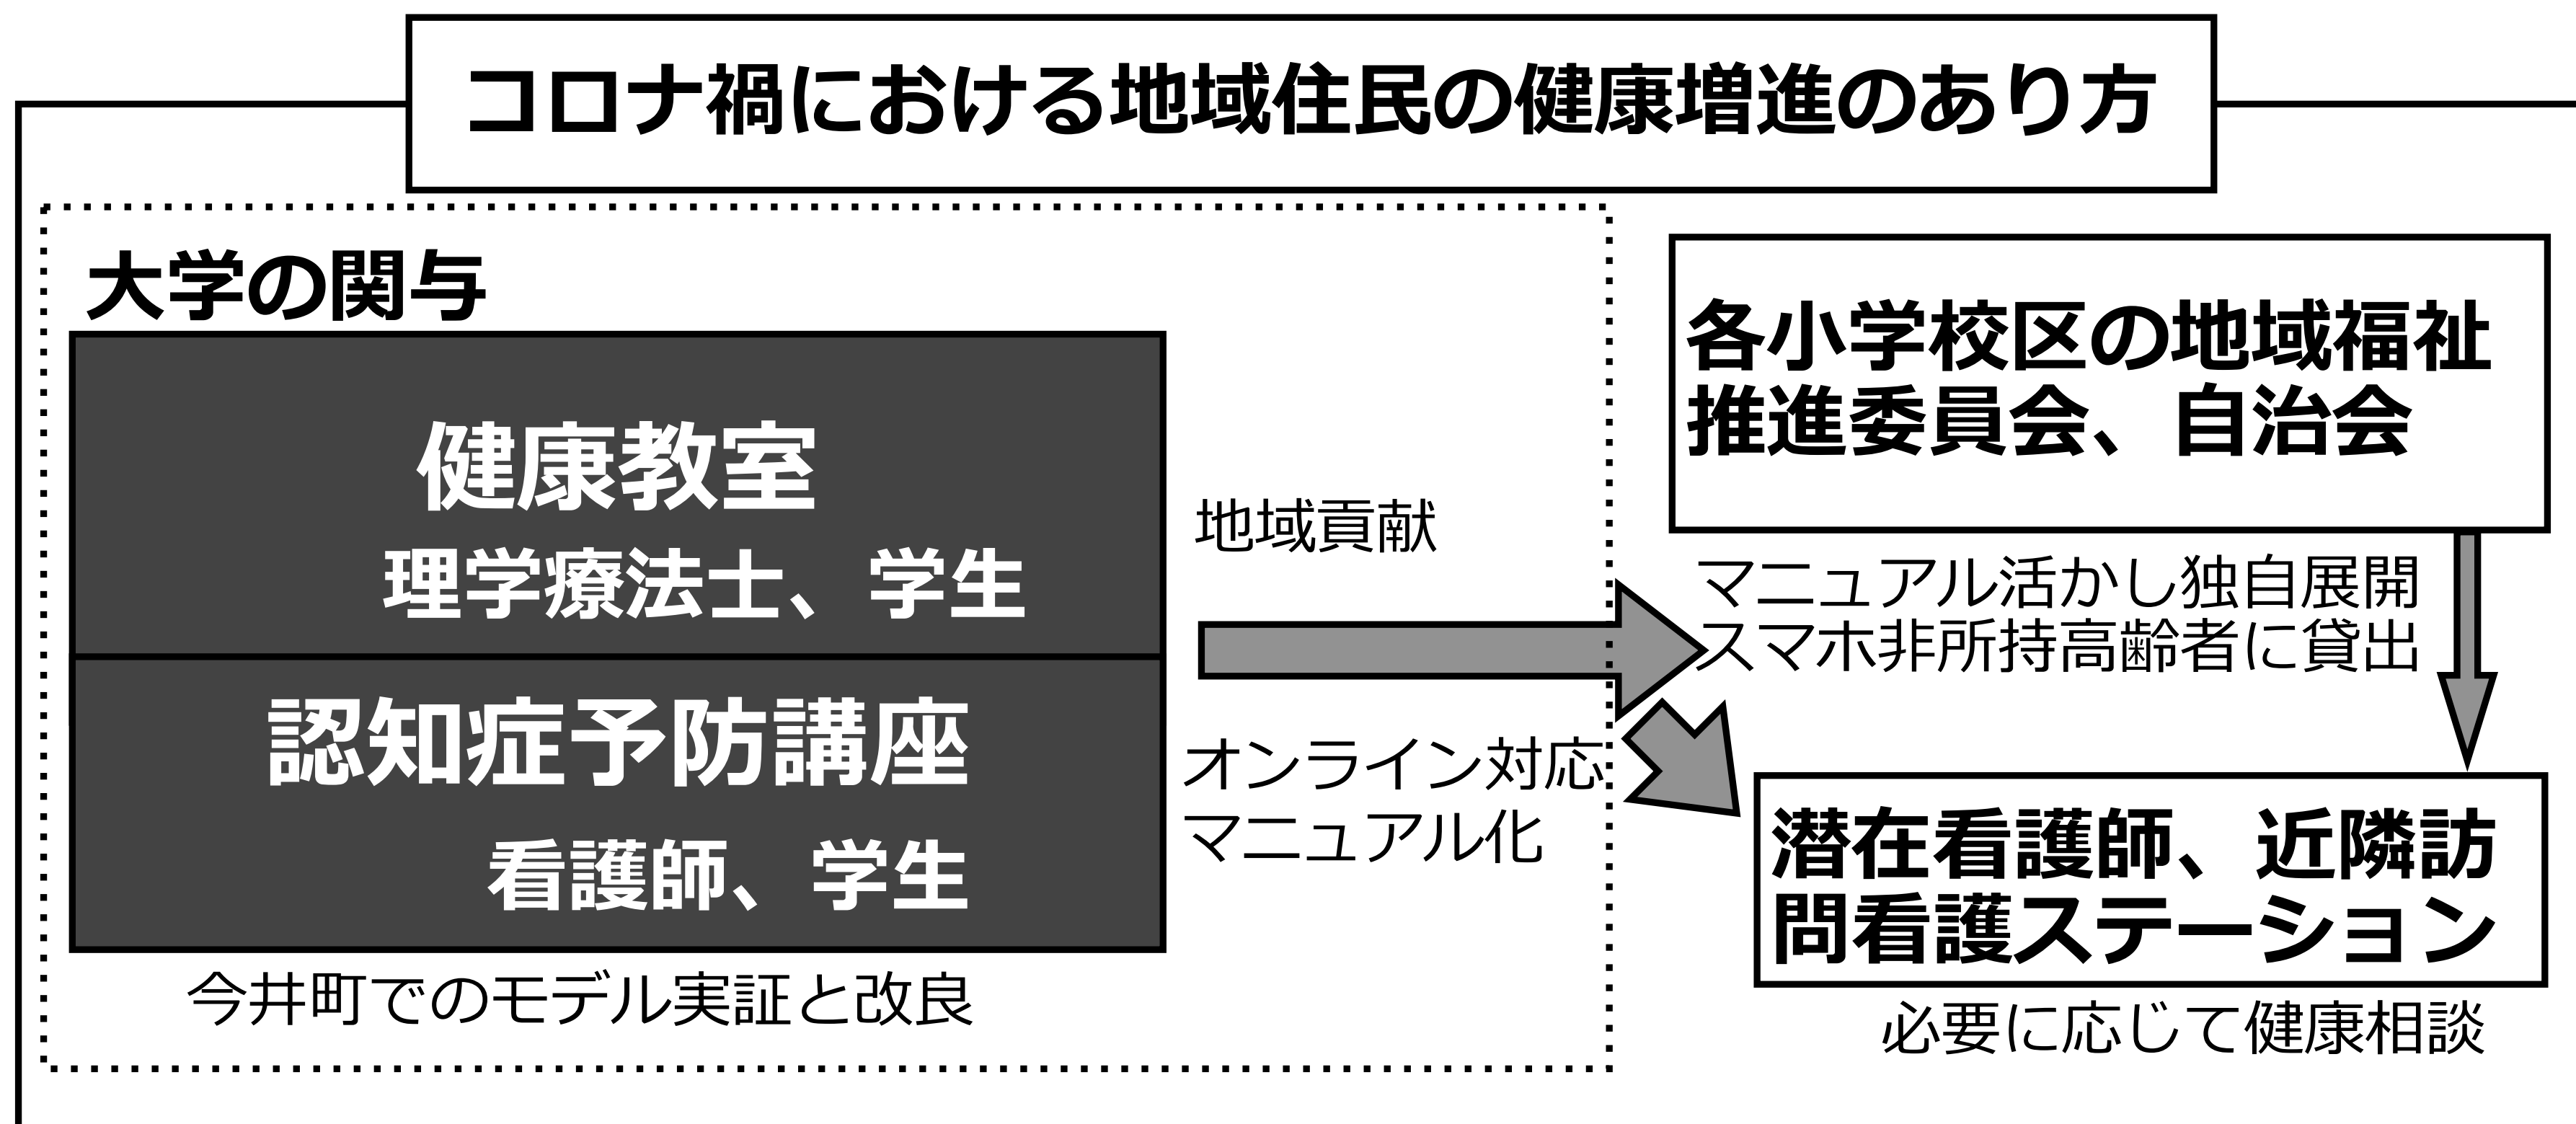 コロナ禍における地域住民の健康増進のあり方
大学の関与
健康教室
理学療法士、学生
認知症予防講座
看護師、学生
今井町でのモデル実証と改良
地域貢献
オンライン対応
マニュアル化
各小学校区の地域福祉
推進委員会、自治会
マニュアル活かし独自展開
スマホ非所持高齢者に貸出
潜在看護師、近隣訪
問看護ステーション
必要に応じて健康相談